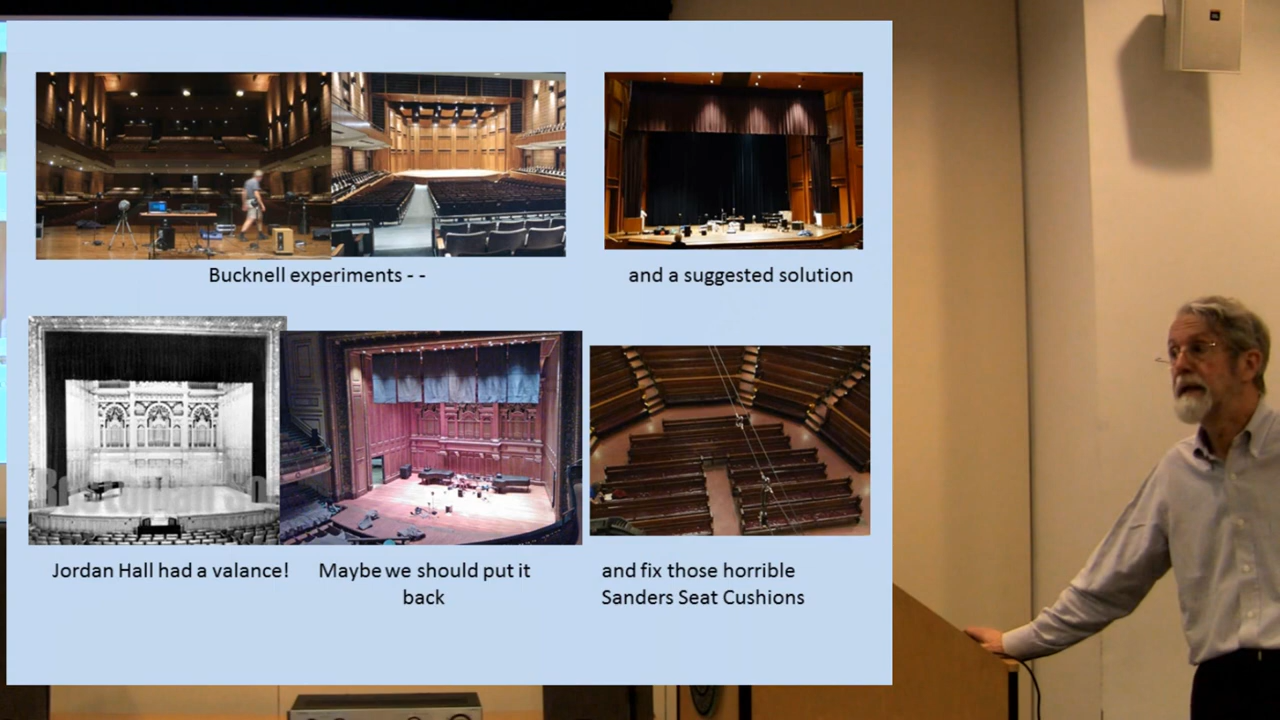 Bucknell experiments - -
and a suggested solution
Jordan Hall had a valance!
Maybe we should put it
back
and fix those horrible
Sanders Seat Cushions